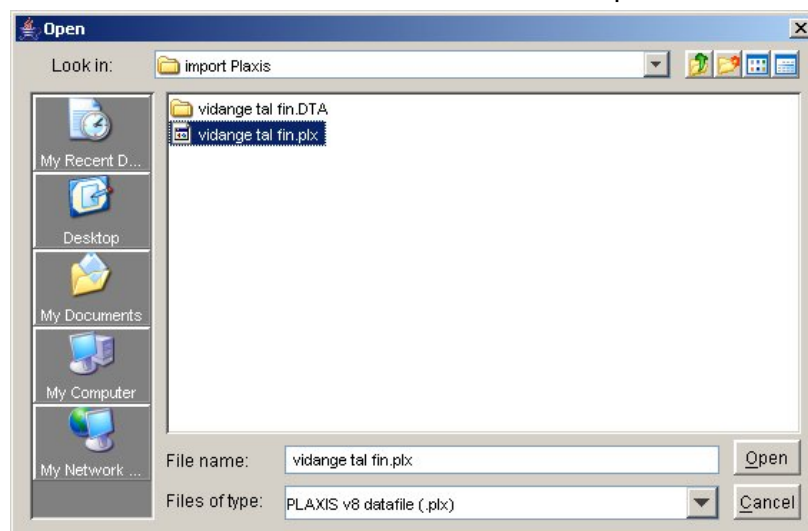 Open
Look in:
import Plaxis
vidange tal fin.DTA
vidange tal fin.plx
My Recent D...
Desktop
My Documents
My Computer
My Network ...
File name:
vidange tal fin.plx
Open
Files of type:
PLAXIS v8 datafile (.plx)
Cancel